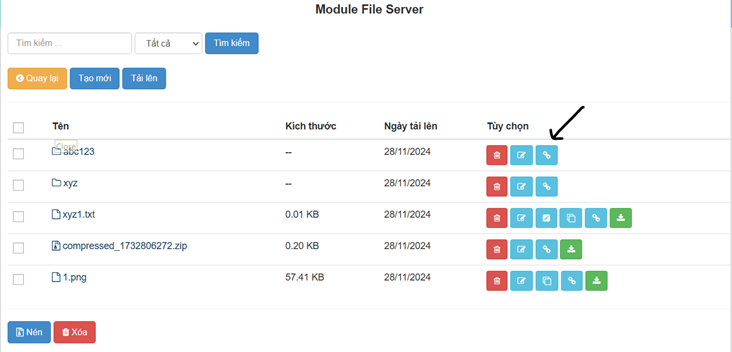 Module File Server
Tìm kiếm ... Tất cả Tìm kiếm
Quay lại Tạo mới Tải lên
Tên Kích thước Ngày tải lên Tùy chọn
Close
abc123 -- 28/11/2024
xyz -- 28/11/2024
xyz1.txt 0.01 KB 28/11/2024
compressed_1732806272.zip 0.20 KB 28/11/2024
1.png 57.41 KB 28/11/2024
Nén Xóa